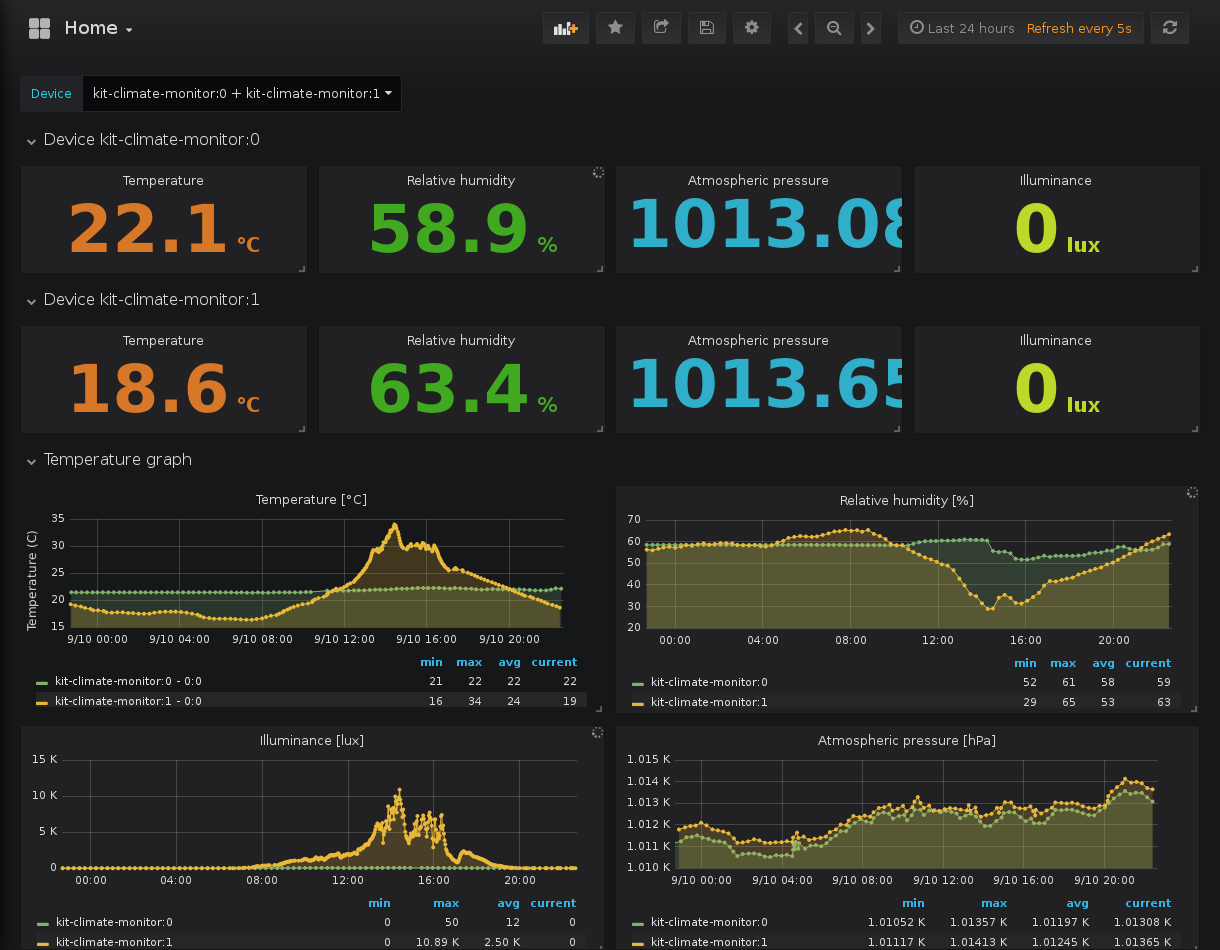 Home
Last 24 hours Refresh every 5s
Device kit-climate-monitor:0 + kit-climate-monitor:1
Device kit-climate-monitor:0
Temperature Relative humidity Atmospheric pressure Illuminance
22.1 °C 58.9 % 1013.08 0 lux
Device kit-climate-monitor:1
Temperature Relative humidity Atmospheric pressure Illuminance
18.6 °C 63.4 % 1013.65 0 lux
Temperature graph
Temperature [°C]
Temperature (C)
35
30
25
20
15
9/10 00:00 9/10 04:00 9/10 08:00 9/10 12:00 9/10 16:00 9/10 20:00
min max avg current
kit-climate-monitor:0 - 0:0 21 22 22 22
kit-climate-monitor:1 - 0:0 16 34 24 19
Relative humidity [%]
70
60
50
40
30
20
00:00 04:00 08:00 12:00 16:00 20:00
min max avg current
kit-climate-monitor:0 52 61 58 59
kit-climate-monitor:1 29 65 53 63
Illuminance [lux]
15 K
10 K
5 K
0
00:00 04:00 08:00 12:00 16:00 20:00
min max avg current
kit-climate-monitor:0 0 50 12 0
kit-climate-monitor:1 0 10.89 K 2.50 K 0
Atmospheric pressure [hPa]
1.015 K
1.014 K
1.013 K
1.012 K
1.011 K
1.010 K
9/10 00:00 9/10 04:00 9/10 08:00 9/10 12:00 9/10 16:00 9/10 20:00
min max avg current
kit-climate-monitor:0 1.01052 K 1.01357 K 1.01197 K 1.01308 K
kit-climate-monitor:1 1.01117 K 1.01413 K 1.01245 K 1.01365 K